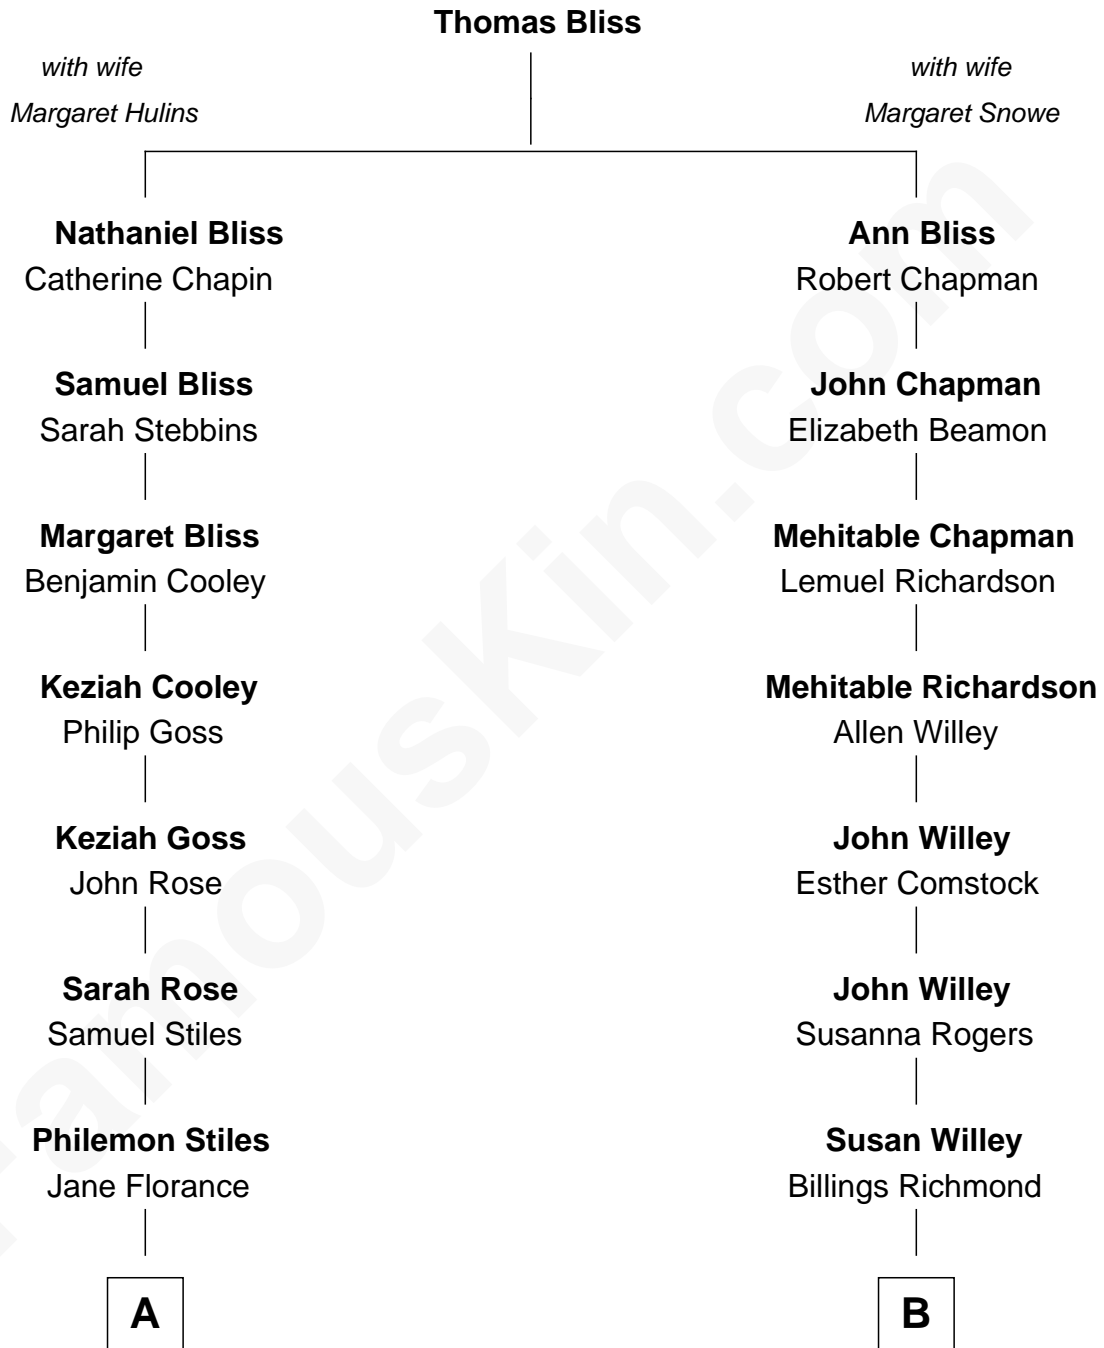 Thomas Bliss
with wife
Margaret Hulins
with wife
Margaret Snowe
Nathaniel Bliss
Catherine Chapin
Ann Bliss
Robert Chapman
Samuel Bliss
Sarah Stebbins
John Chapman
Elizabeth Beamon
Margaret Bliss
Benjamin Cooley
Mehitable Chapman
Lemuel Richardson
Keziah Cooley
Philip Goss
Mehitable Richardson
Allen Willey
Keziah Goss
John Rose
John Willey
Esther Comstock
Sarah Rose
Samuel Stiles
John Willey
Susanna Rogers
Philemon Stiles
Jane Florance
Susan Willey
Billings Richmond
A
B
FamousKin.com